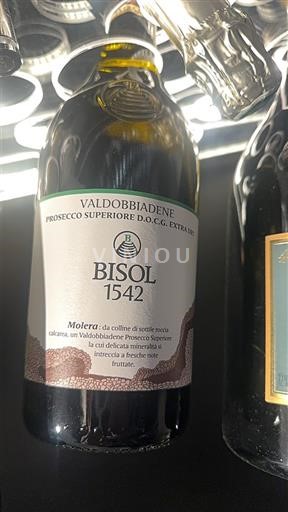 VALDOBBIADENE
PROSECCO SUPERIORE D.O.C.G. EXTRA DRY
B
BISOL
1542
Molera: da colline di sottile roccia
calcarea, un Valdobbiadene Prosecco Superiore
la cui delicata mineralità si
intreccia a fresche note
fruttate.